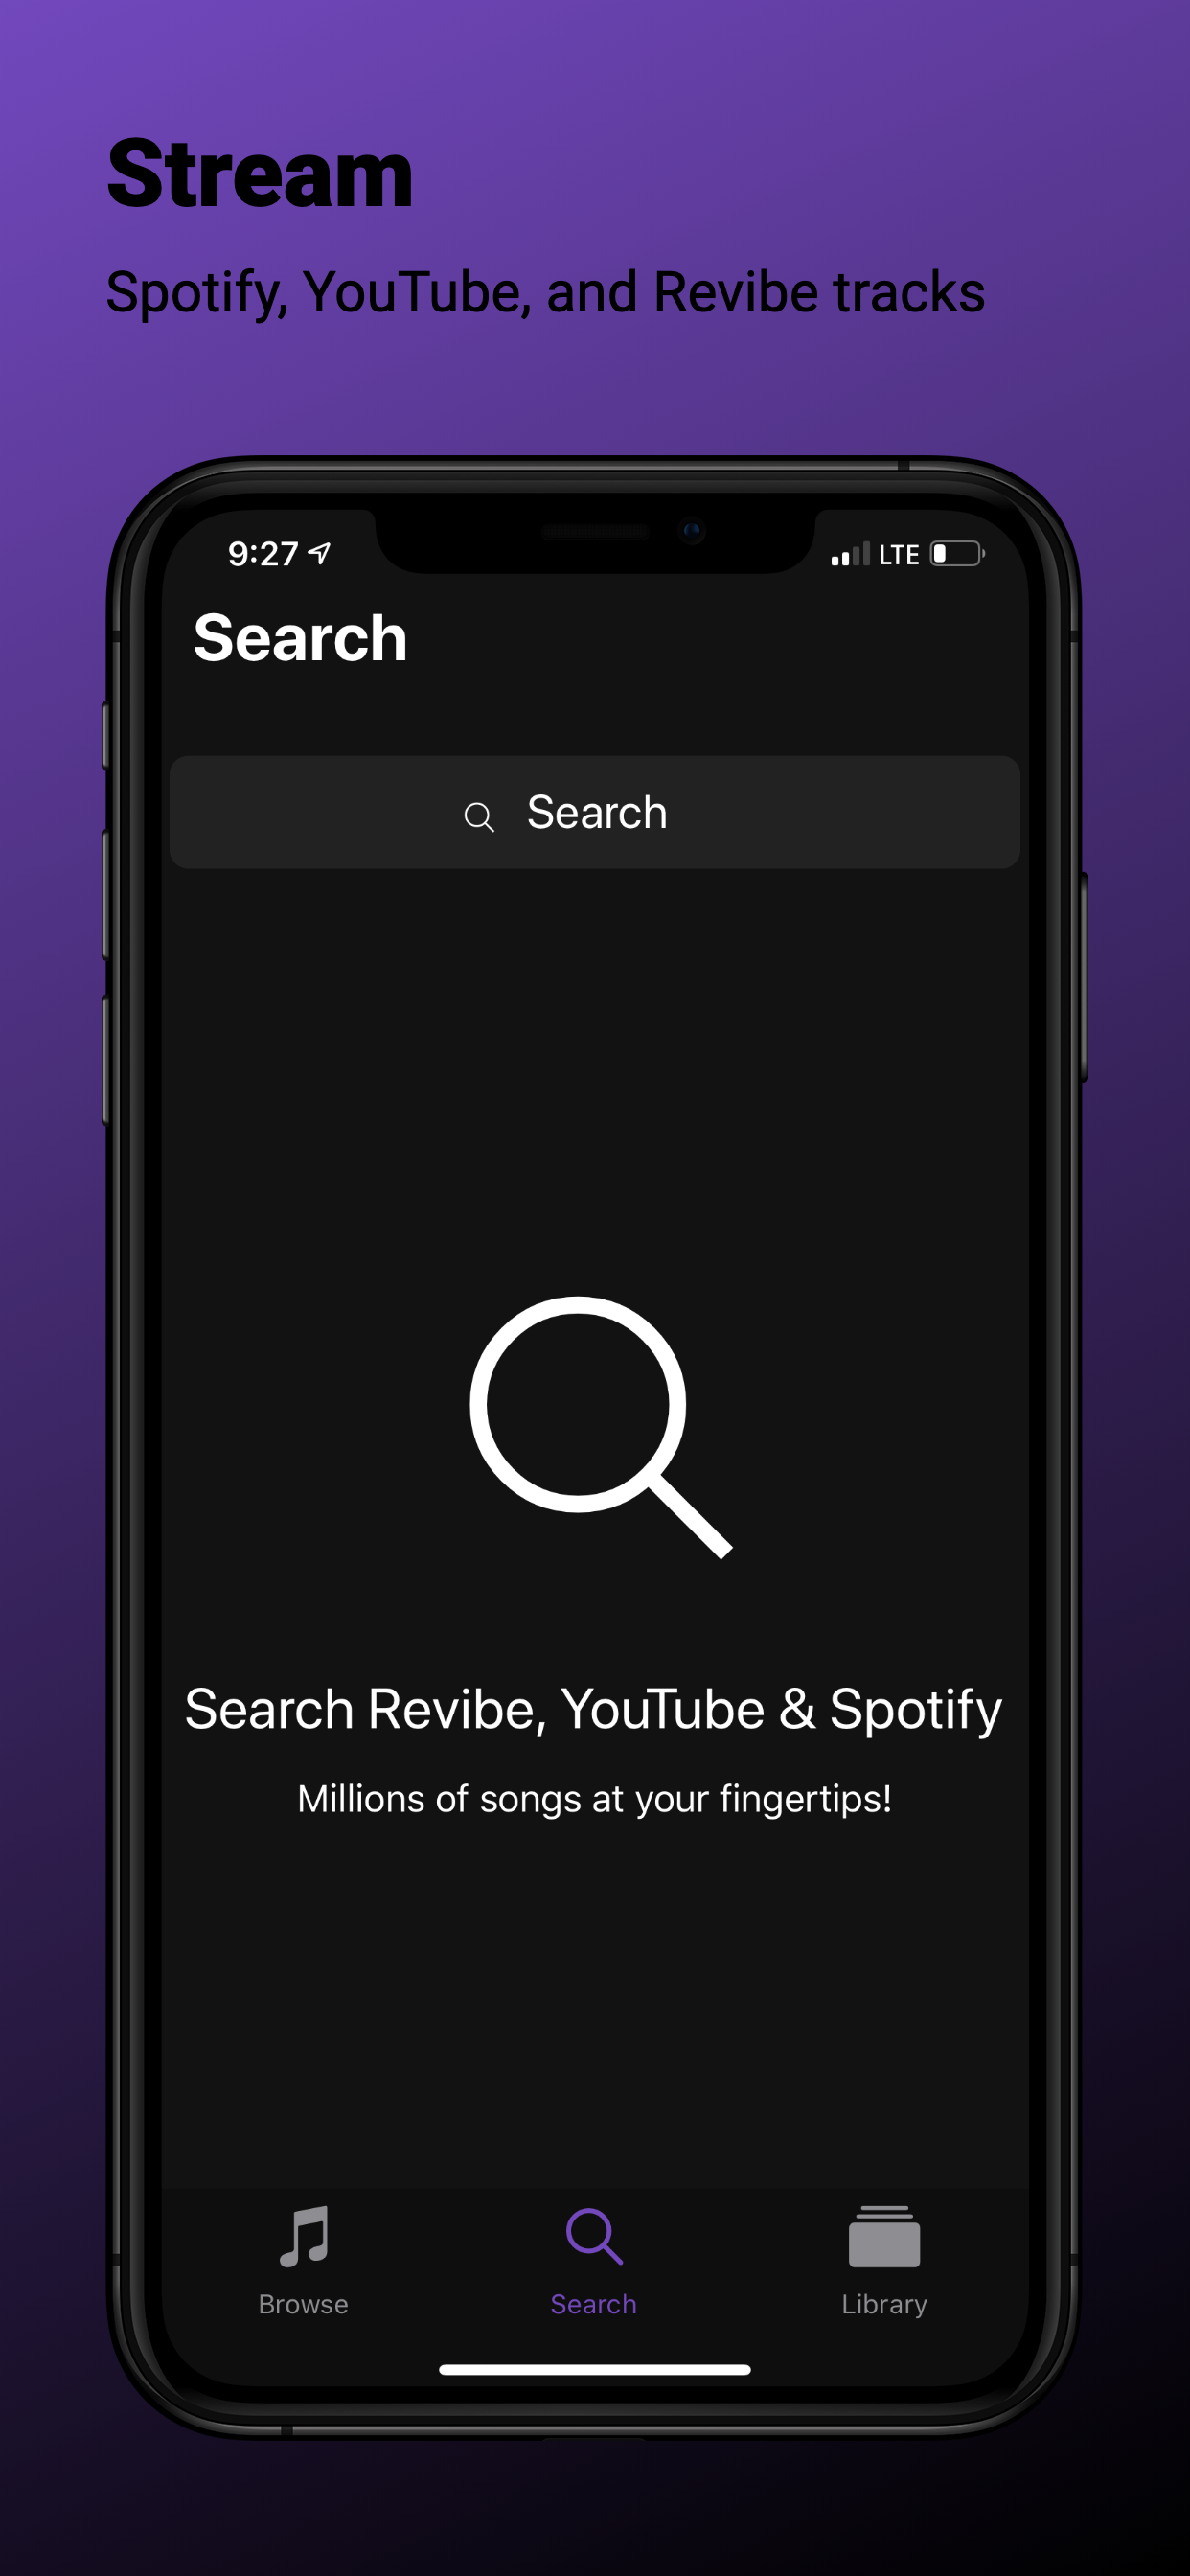 Stream
Spotify, YouTube, and Revibe tracks
9:27 LTE
Search
Search
Search Revibe, YouTube & Spotify
Millions of songs at your fingertips!
Browse Search Library